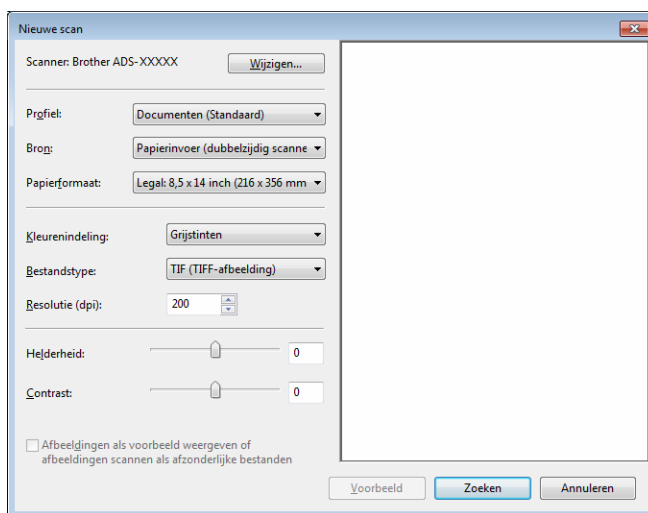 Nieuwe scan
Scanner: Brother ADS-XXXXX
Wijzigen...
Profiel:
Documenten (Standaard)
Bron:
Papierinvoer (dubbelzijdig scanne
Papierformaat:
Legal: 8,5 x 14 inch (216 x 356 mm
Kleurenindeling:
Grijstinten
Bestandstype:
TIF (TIFF-afbeelding)
Resolutie (dpi):
200
Helderheid:
0
Contrast:
0
Afbeeldingen als voorbeeld weergeven of
afbeeldingen scannen als afzonderlijke bestanden
Voorbeeld
Zoeken
Annuleren